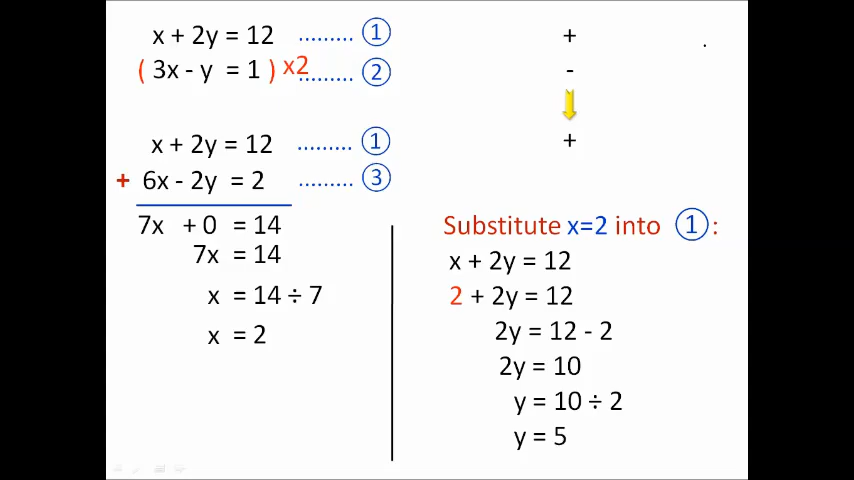 x + 2y = 12 ......... ①
( 3x - y = 1 ) x2 ......... ②
x + 2y = 12 ......... ①
+ 6x - 2y = 2 ......... ③
7x + 0 = 14
7x = 14
x = 14 ÷ 7
x = 2
+
-
+
Substitute x=2 into ① :
x + 2y = 12
2 + 2y = 12
2y = 12 - 2
2y = 10
y = 10 ÷ 2
y = 5